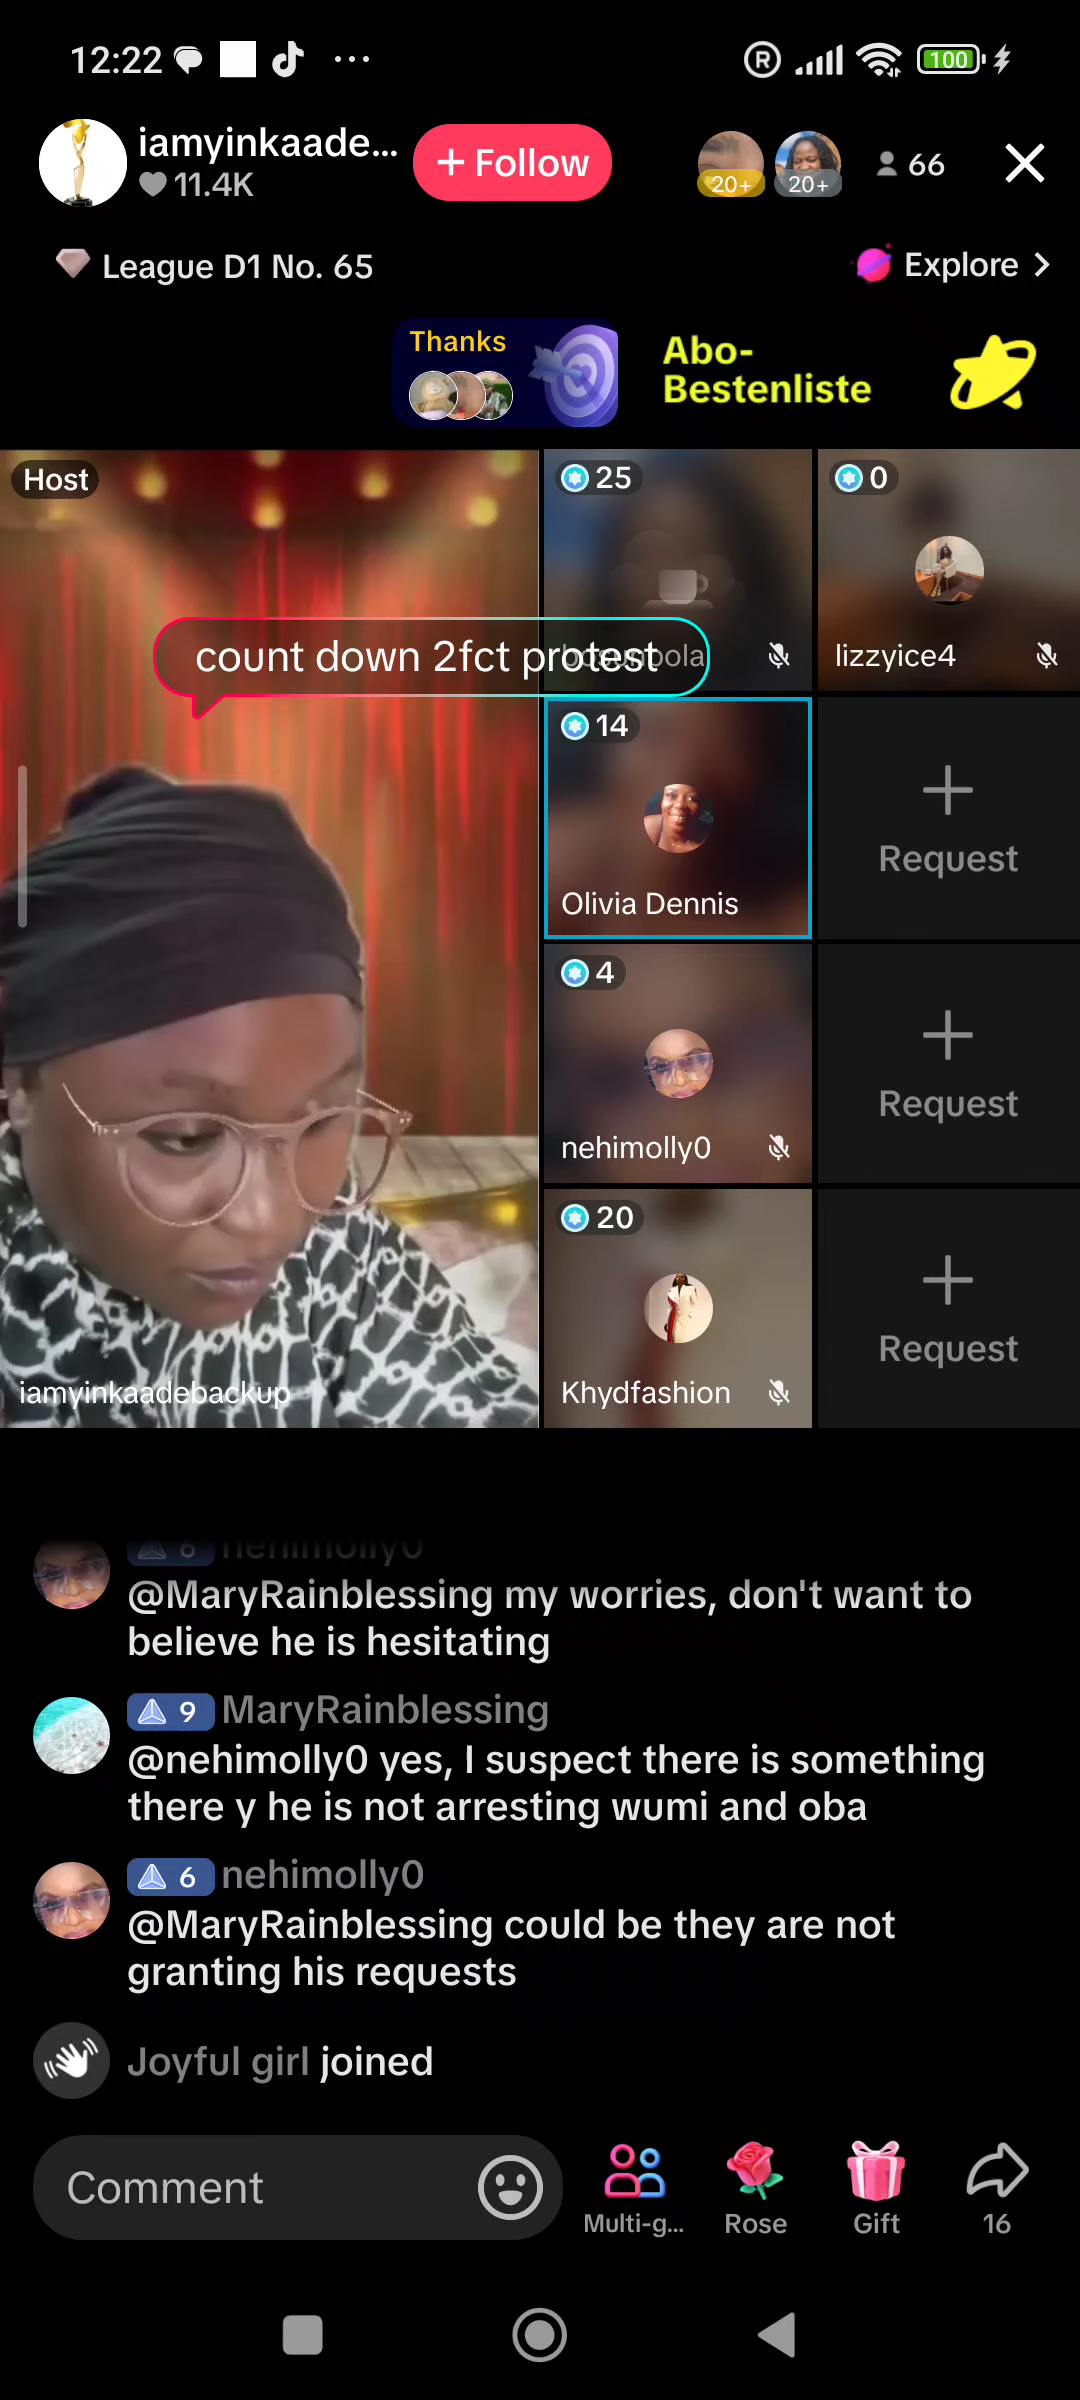 12:22
R
100
iamyinkaade...
11.4K
+ Follow
20+
20+
66
League D1 No. 65
Explore >
Thanks
Abo-
Bestenliste
Host
25
0
count down 2fct protest
lizzyice4
14
Olivia Dennis
Request
4
nehimolly0
Request
20
Khydfashion
Request
iamyinkaadebackup
6 nehimolly0
@MaryRainblessing my worries, don't want to
believe he is hesitating
9 MaryRainblessing
@nehimolly0 yes, I suspect there is something
there y he is not arresting wumi and oba
6 nehimolly0
@MaryRainblessing could be they are not
granting his requests
Joyful girl joined
Comment
Multi-g...
Rose
Gift
16